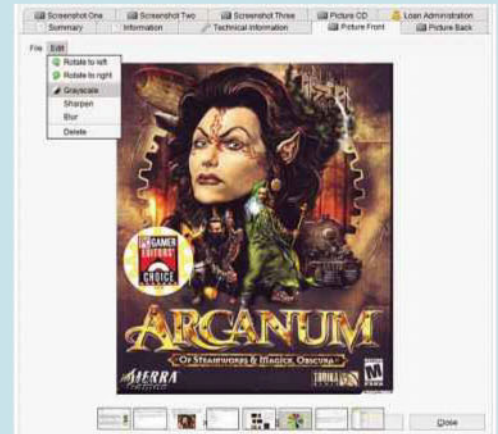 Screenshot One
Screenshot Two
Screenshot Three
Picture CD
Loan Administration
Summary
Information
Technical Information
Picture Front
Picture Back
File
Edit
Rotate to left
Rotate to right
Grayscale
Sharpen
Blur
Delete
PC GAMER
EDITORS'
CHOICE
ARCANUM
OF STEAMWORKS & MAGICK OBSCURA
SIERRA
TROIKA
M
Close